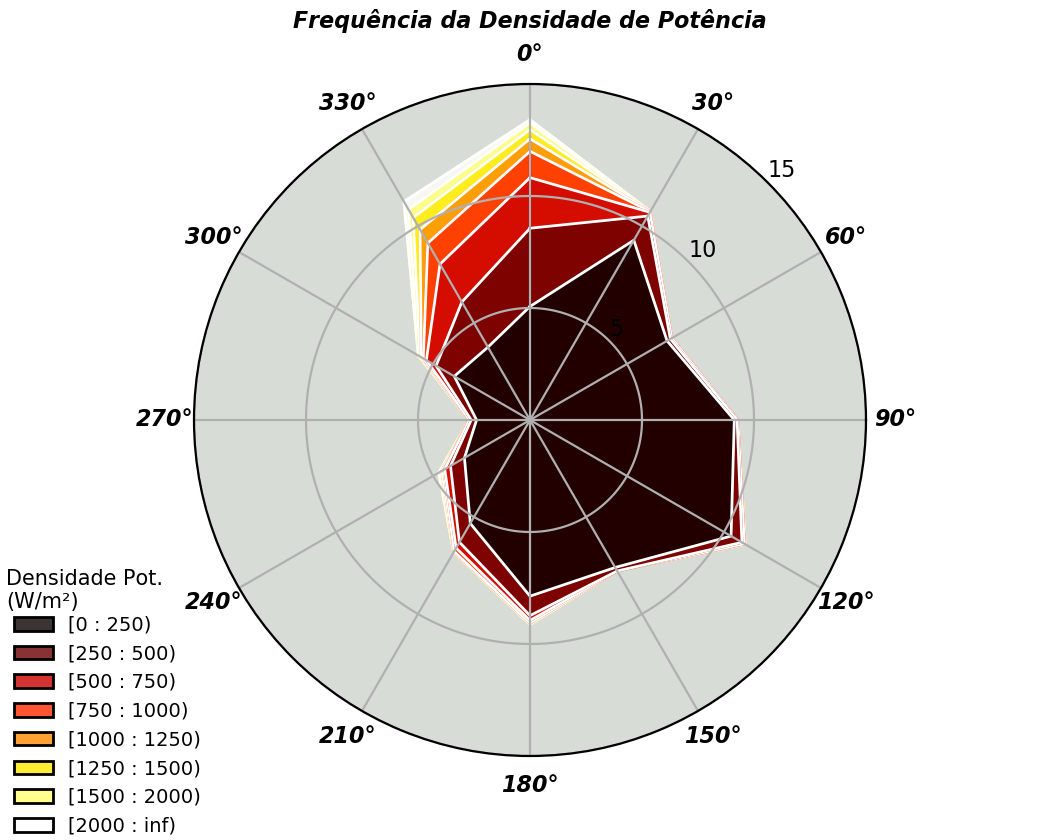 Frequência da Densidade de Potência
0°
330°
30°
15
300°
60°
10
5
270°
90°
240°
120°
210°
150°
180°
Densidade Pot.
(W/m²)
[0 : 250)
[250 : 500)
[500 : 750)
[750 : 1000)
[1000 : 1250)
[1250 : 1500)
[1500 : 2000)
[2000 : inf)